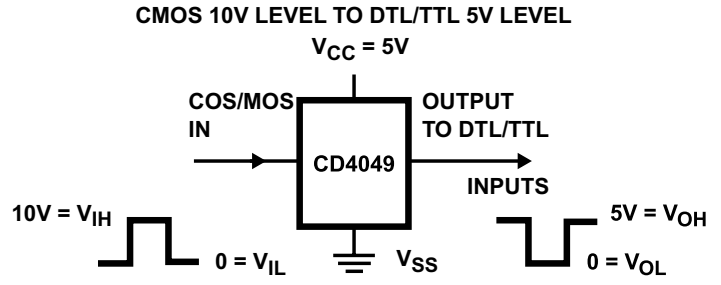 CMOS 10V LEVEL TO DTL/TTL 5V LEVEL
VCC = 5V
COS/MOS
IN
OUTPUT
TO DTL/TTL
CD4049
INPUTS
10V = VIH
0 = VIL
VSS
5V = VOH
0 = VOL